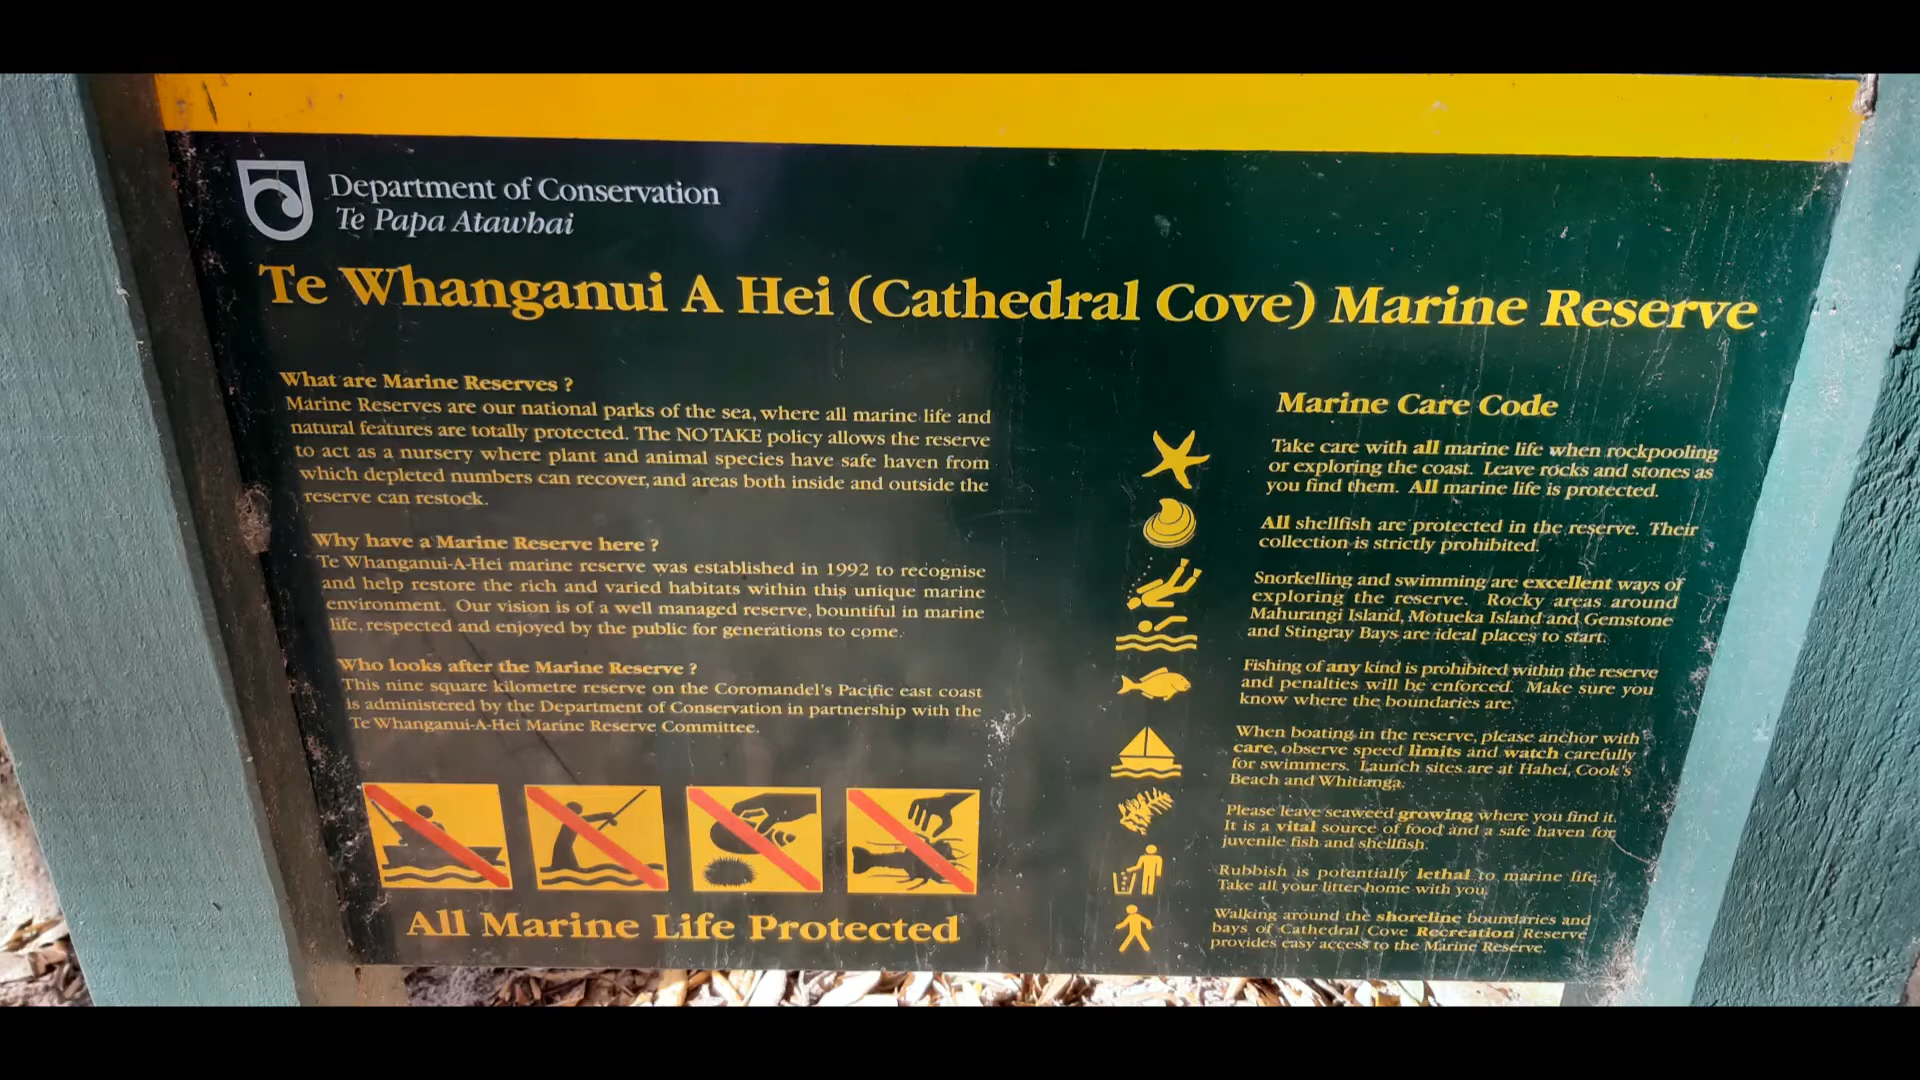 Department of Conservation
Te Papa Atawhai
Te Whanganui A Hei (Cathedral Cove) Marine Reserve
What are Marine Reserves ?
Marine Reserves are our national parks of the sea, where all marine life and
natural features are totally protected. The NO TAKE policy allows the reserve
to act as a nursery where plant and animal species have safe haven from
which depleted numbers can recover, and areas both inside and outside the
reserve can restock.
Why have a Marine Reserve here ?
Te Whanganui-A-Hei marine reserve was established in 1992 to recognise
and help restore the rich and varied habitats within this unique marine
environment. Our vision is of a well managed reserve, bountiful in marine
life, respected and enjoyed by the public for generations to come.
Who looks after the Marine Reserve ?
This nine square kilometre reserve on the Coromandel's Pacific east coast
is administered by the Department of Conservation in partnership with the
Te Whanganui-A-Hei Marine Reserve Committee.
All Marine Life Protected
Marine Care Code
Take care with all marine life when rockpooling
or exploring the coast. Leave rocks and stones as
you find them. All marine life is protected.
All shellfish are protected in the reserve. Their
collection is strictly prohibited.
Snorkelling and swimming are excellent ways of
exploring the reserve. Rocky areas around
Mahurangi Island, Motueka Island and Gemstone
and Stingray Bays are ideal places to start.
Fishing of any kind is prohibited within the reserve
and penalties will be enforced. Make sure you
know where the boundaries are.
When boating in the reserve, please anchor with
care, observe speed limits and watch carefully
for swimmers. Launch sites are at Hahei, Cook's
Beach and Whitianga.
Please leave seaweed growing where you find it.
It is a vital source of food and a safe haven for
juvenile fish and shellfish.
Rubbish is potentially lethal to marine life.
Take all your litter home with you.
Walking around the shoreline boundaries and
bays of Cathedral Cove Recreation Reserve
provides easy access to the Marine Reserve.